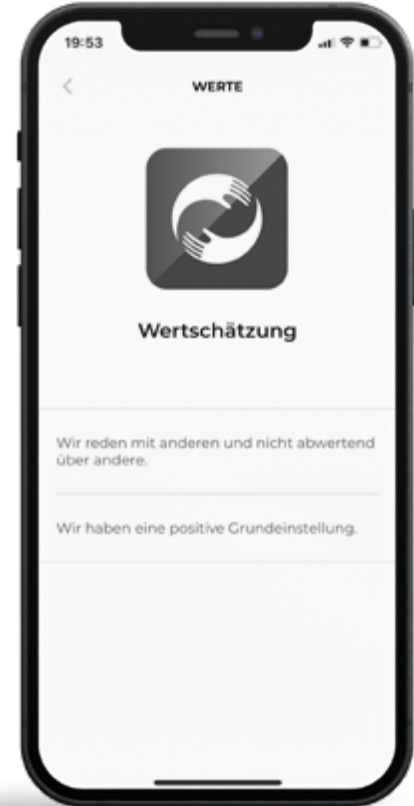 19:53
WERTE
Wertschätzung
Wir reden mit anderen und nicht abwertend
über andere.
Wir haben eine positive Grundeinstellung.